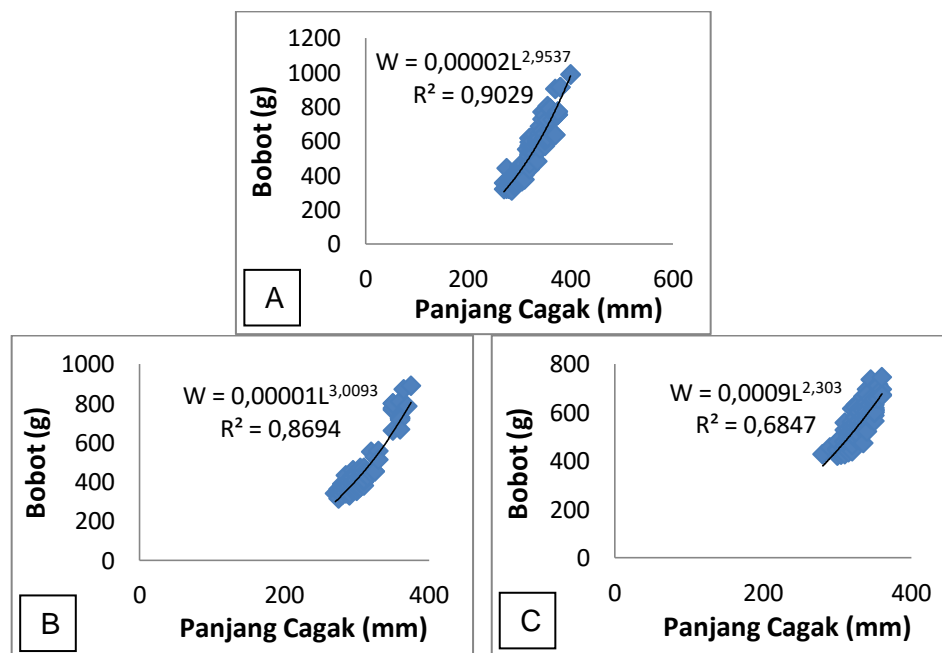 1200
1000
800
600
400
200
0
Bobot (g)
W = 0,00002L^2,9537
R² = 0,9029
0 200 400 600
Panjang Cagak (mm)
A
1000
800
600
400
200
0
Bobot (g)
W = 0,00001L^3,0093
R² = 0,8694
0 200 400
Panjang Cagak (mm)
B
800
600
400
200
0
Bobot (g)
W = 0,0009L^2,303
R² = 0,6847
0 200 400
Panjang Cagak (mm)
C